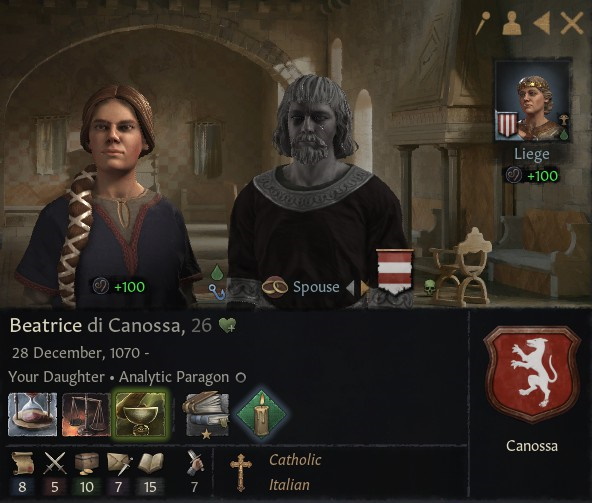 Liege
+100
+100
Spouse
Beatrice di Canossa, 26
28 December, 1070 -
Your Daughter • Analytic Paragon
8 5 10 7 15 7
Catholic
Italian
Canossa